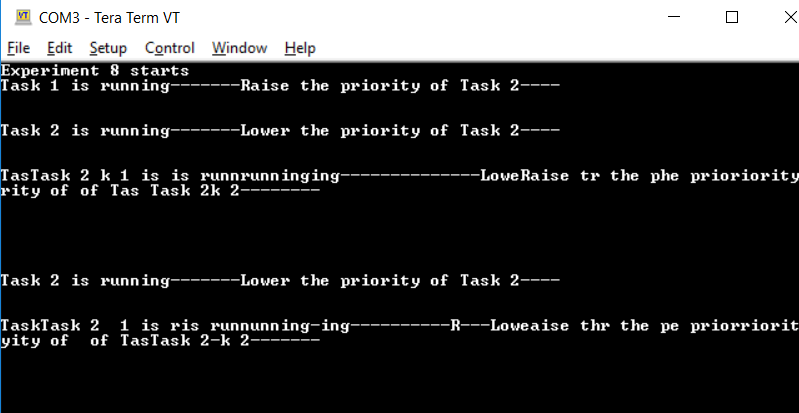 COM3 - Tera Term VT
File Edit Setup Control Window Help
Experiment 8 starts
Task 1 is running-------Raise the priority of Task 2----
Task 2 is running-------Lower the priority of Task 2----
TasTask 2 k 1 is is runnrunninging--------------LoweRaise tr the phe prioriority
rity of of Tas Task 2k 2--------
Task 2 is running-------Lower the priority of Task 2----
TaskTask 2  1 is ris runnunning-ing----------R---Loweaise thr the pe priorriorit
yity of  of TasTask 2-k 2-------